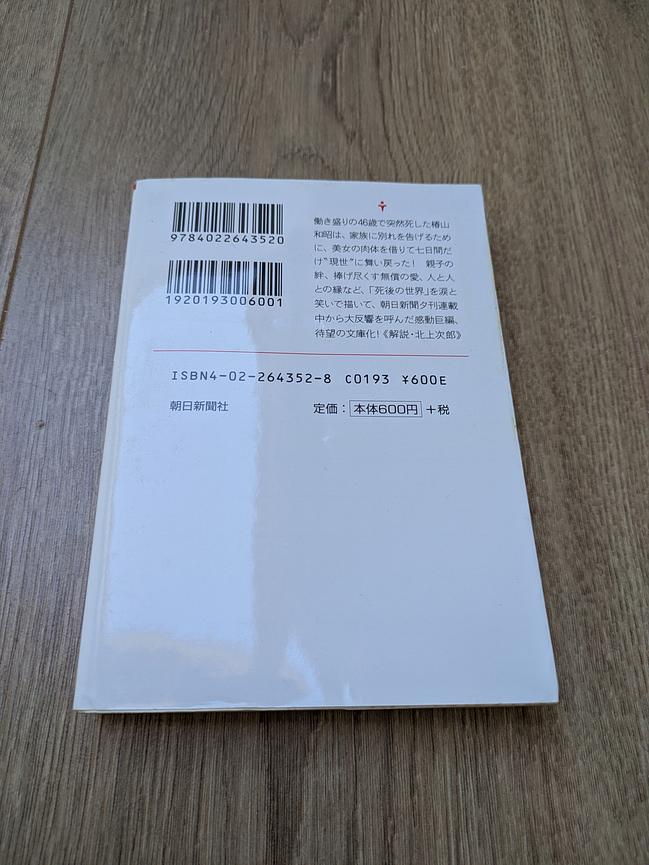 9784022643520
1920193006001
働き盛りの46歳で突然死した椿山
和昭は、家族に別れを告げるため
に、美女の肉体を借りて七日間だ
け“現世”に舞い戻った！　親子の
絆、捧げ尽くす無償の愛、人と人
との縁など、「死後の世界」を涙と
笑いで描いて、朝日新聞夕刊連載
中から大反響を呼んだ感動巨編、
待望の文庫化！《解説・北上次郎》
ISBN4-02-264352-8 C0193 ¥600E
朝日新聞社 定価：本体600円＋税